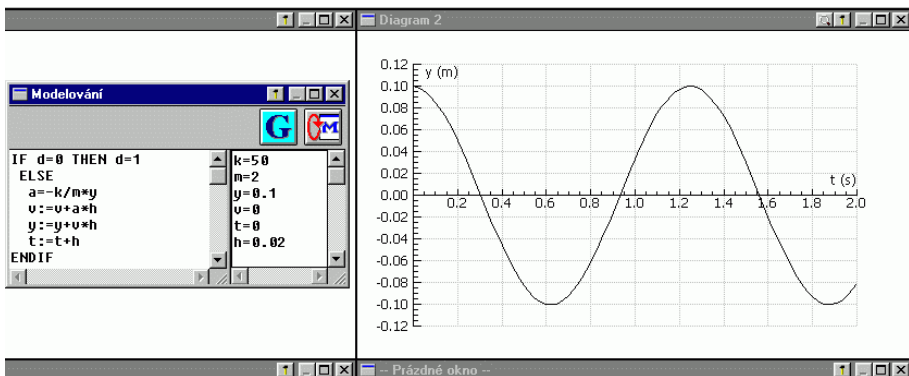 Diagram 2
Modelování
G M
IF d=0 THEN d=1
ELSE
a=-k/m*y
v:=v+a*h
y:=y+v*h
t:=t+h
ENDIF
k=50
m=2
y=0.1
v=0
t=0
h=0.02
y (m)
0.12
0.10
0.08
0.06
0.04
0.02
0.00
-0.02
-0.04
-0.06
-0.08
-0.10
-0.12
0.2 0.4 0.6 0.8 1.0 1.2 1.4 1.6 1.8 2.0
t (s)
-- Prázdné okno --